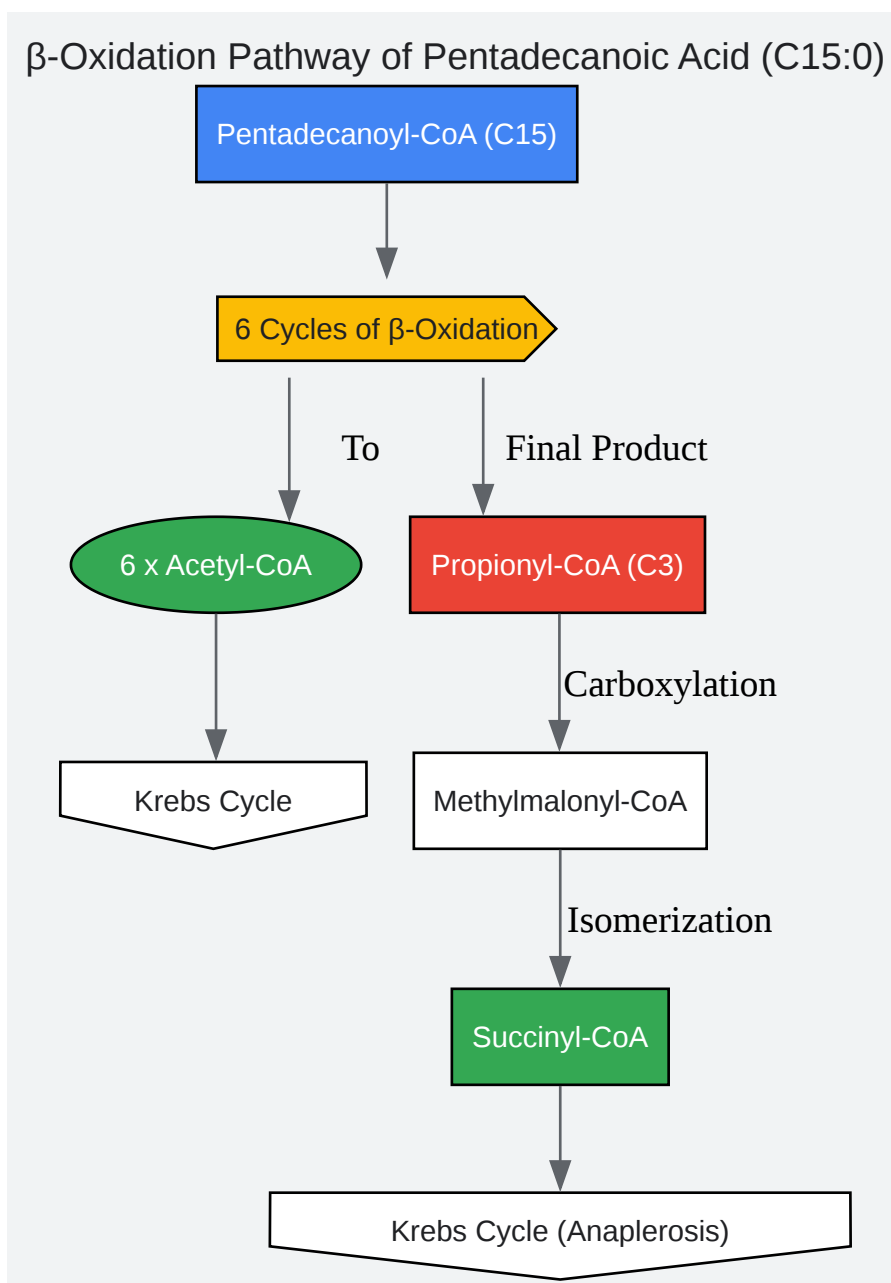 β-Oxidation Pathway of Pentadecanoic Acid (C15:0)
Pentadecanoyl-CoA (C15)
6 Cycles of β-Oxidation
To
Final Product
6 x Acetyl-CoA
Propionyl-CoA (C3)
Carboxylation
Krebs Cycle
Methylmalonyl-CoA
Isomerization
Succinyl-CoA
Krebs Cycle (Anaplerosis)